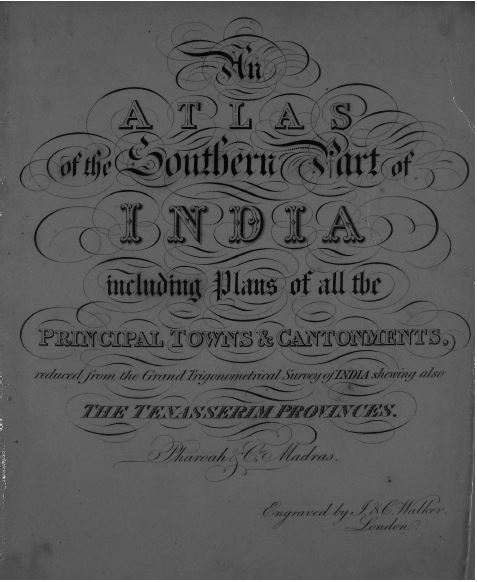 An
ATLAS
of the Southern Part of
INDIA
including Plans of all the
PRINCIPAL TOWNS & CANTONMENTS,
reduced from the Grand Trigonometrical Survey of INDIA shewing also
THE TENASSERIM PROVINCES.
Pharoah & Co. Madras.
Engraved by J. & C. Walker.
London.